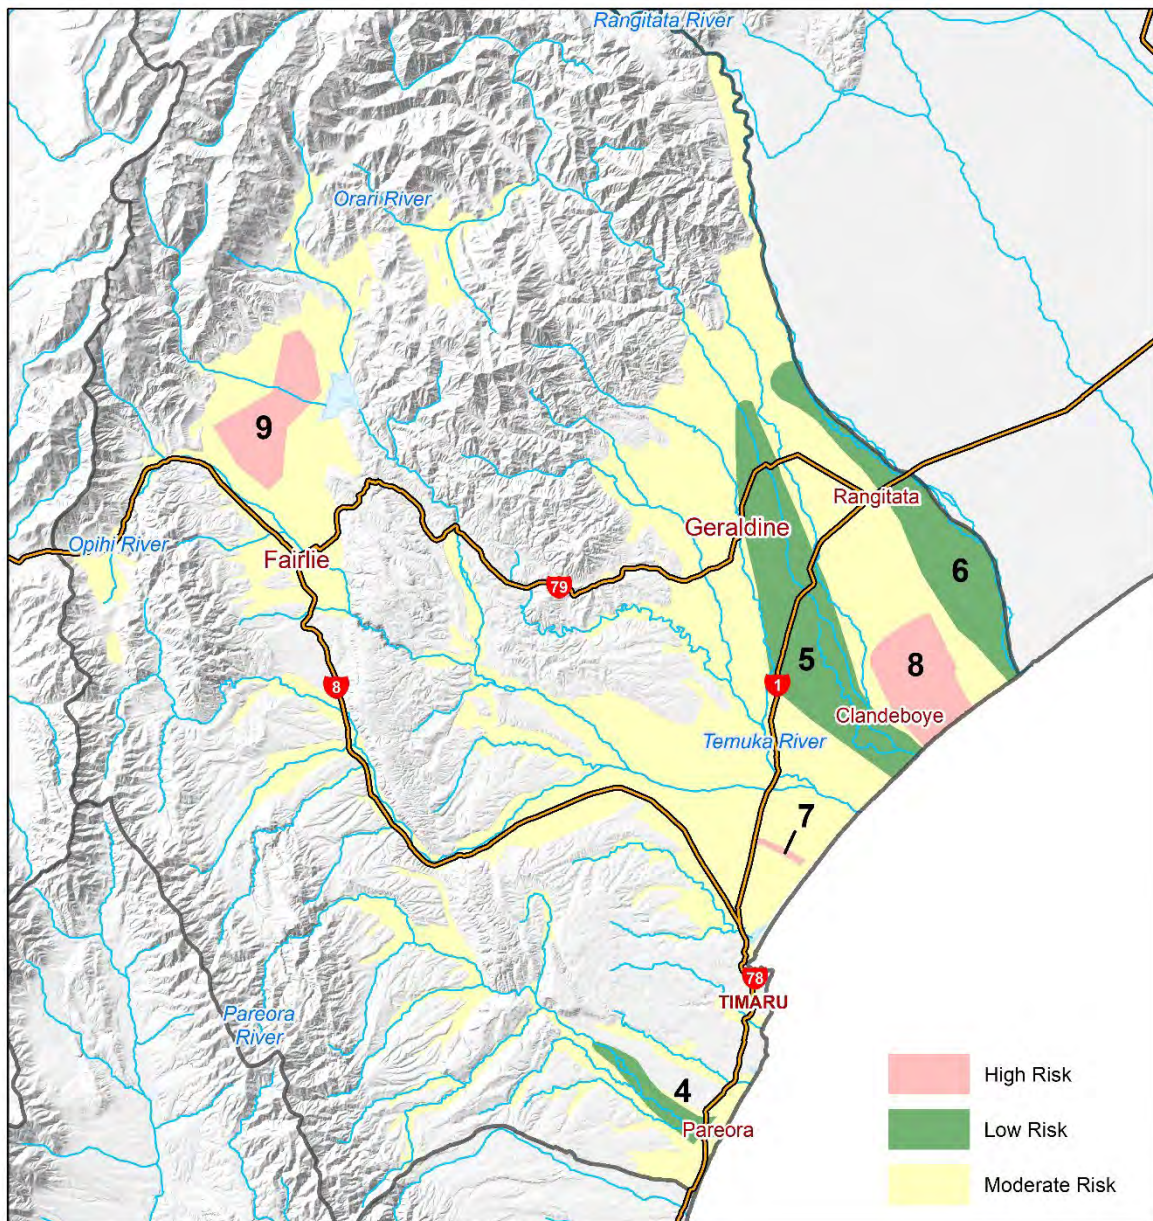 Rangitata River
Orari River
9
Rangitata
Geraldine
Opihi River
Fairlie
6
79
5
8
8
1
Clandeboye
Temuka River
7
78
TIMARU
Pareora
River
4
Pareora
High Risk
Low Risk
Moderate Risk